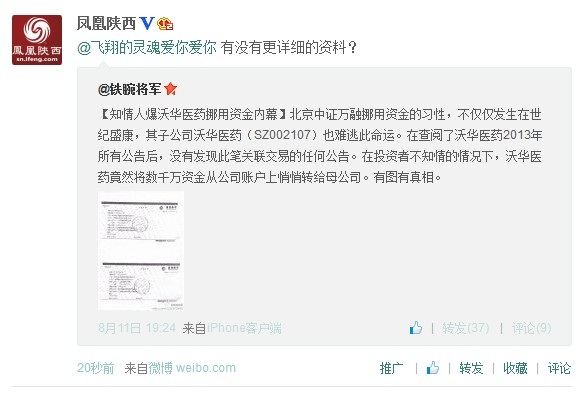 凤凰陕西 V
@飞翔的灵魂爱你爱你 有没有更详细的资料？
凤凰陕西
sn.ifeng.com
@铁腕将军
【知情人爆沃华医药挪用资金内幕】北京中证万融挪用资金的习性，不仅仅发生在世
纪盛康，其子公司沃华医药（SZ002107）也难逃此命运。在查阅了沃华医药2013年
所有公告后，没有发现此笔关联交易的任何公告。在投资者不知情的情况下，沃华医
药竟然将数千万资金从公司账户上悄悄转给母公司。有图有真相。
8月11日 19:24 来自iPhone客户端 | 转发(37) | 评论(9)
20秒前 来自微博 weibo.com 推广 | | 转发 | 收藏 | 评论